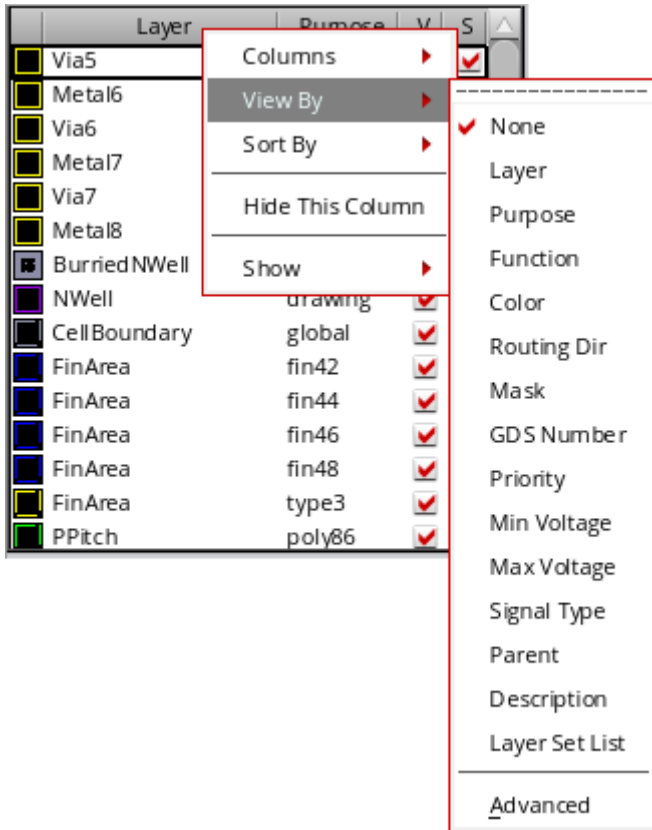 Layer Purpose V S
Via5
Metal6
Via6
Metal7
Via7
Metal8
BurriedNWell
NWell drawing
CellBoundary global
FinArea fin42
FinArea fin44
FinArea fin46
FinArea fin48
FinArea type3
PPitch poly86
Columns
View By
Sort By
Hide This Column
Show
None
Layer
Purpose
Function
Color
Routing Dir
Mask
GDS Number
Priority
Min Voltage
Max Voltage
Signal Type
Parent
Description
Layer Set List
Advanced